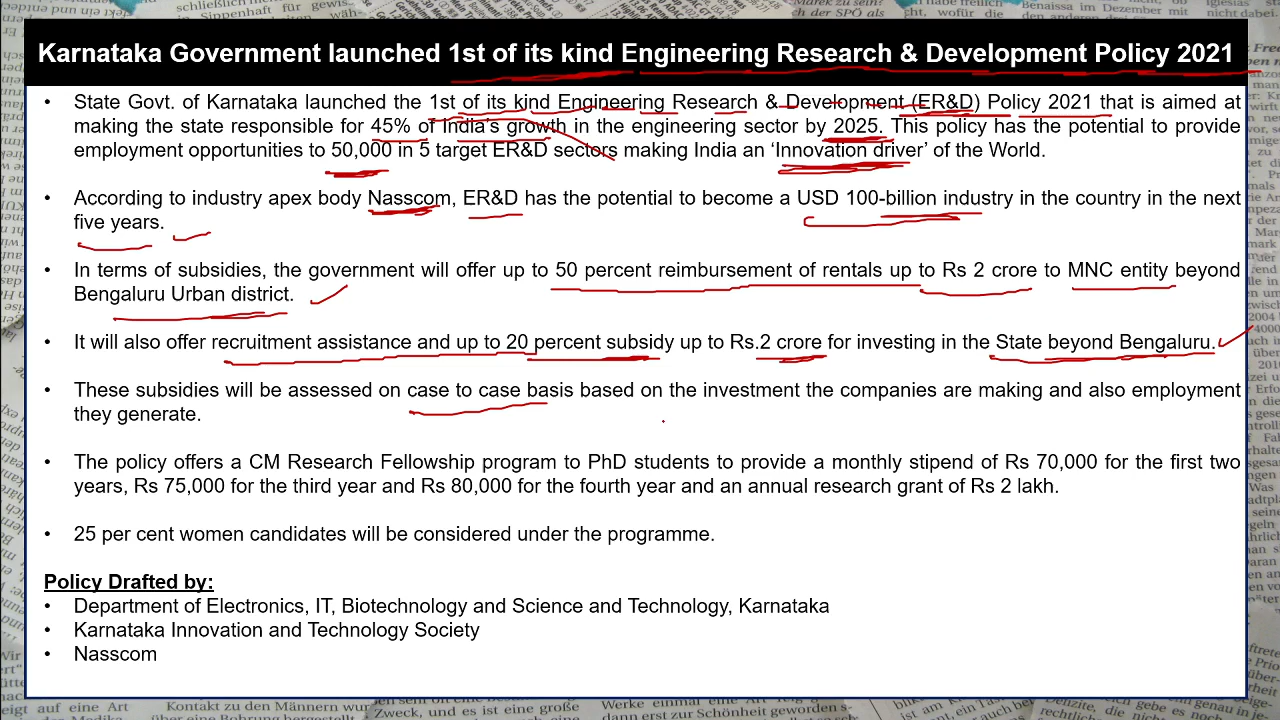 Karnataka Government launched 1st of its kind Engineering Research & Development Policy 2021
• State Govt. of Karnataka launched the 1st of its kind Engineering Research & Development (ER&D) Policy 2021 that is aimed at
making the state responsible for 45% of India's growth in the engineering sector by 2025. This policy has the potential to provide
employment opportunities to 50,000 in 5 target ER&D sectors making India an 'Innovation driver' of the World.
• According to industry apex body Nasscom, ER&D has the potential to become a USD 100-billion industry in the country in the next
five years.
• In terms of subsidies, the government will offer up to 50 percent reimbursement of rentals up to Rs 2 crore to MNC entity beyond
Bengaluru Urban district.
• It will also offer recruitment assistance and up to 20 percent subsidy up to Rs.2 crore for investing in the State beyond Bengaluru.
• These subsidies will be assessed on case to case basis based on the investment the companies are making and also employment
they generate.
• The policy offers a CM Research Fellowship program to PhD students to provide a monthly stipend of Rs 70,000 for the first two
years, Rs 75,000 for the third year and Rs 80,000 for the fourth year and an annual research grant of Rs 2 lakh.
• 25 per cent women candidates will be considered under the programme.
Policy Drafted by:
• Department of Electronics, IT, Biotechnology and Science and Technology, Karnataka
• Karnataka Innovation and Technology Society
• Nasscom